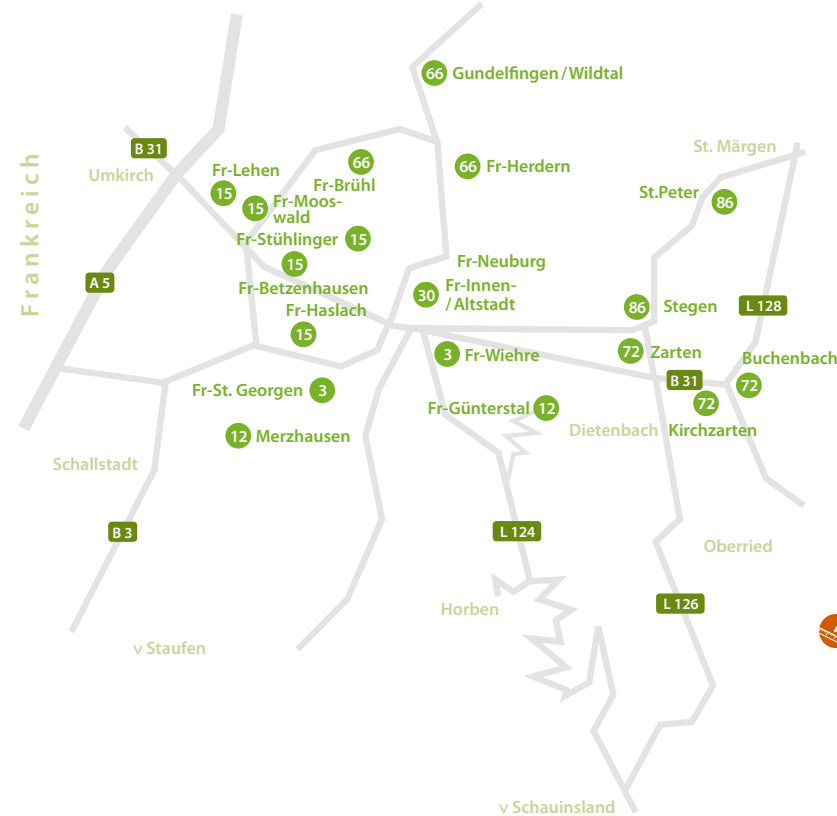 66 Gundelfingen / Wildtal
B 31
St. Märgen
Frankreich
Umkirch
Fr-Lehen
15
66
Fr-Brühl
66 Fr-Herdern
St.Peter
86
15
Fr-Moos-
wald
Fr-Stühlinger
15
15
Fr-Neuburg
A 5
Fr-Betzenhausen
30
Fr-Innen-
/ Altstadt
86
Stegen
L 128
Fr-Haslach
15
3 Fr-Wiehre
72 Zarten
Buchenbach
72
B 31
Fr-St. Georgen 3
72
Fr-Günterstal 12
Dietenbach
Kirchzarten
12 Merzhausen
Schallstadt
B 3
L 124
Oberried
Horben
L 126
v Staufen
v Schauinsland